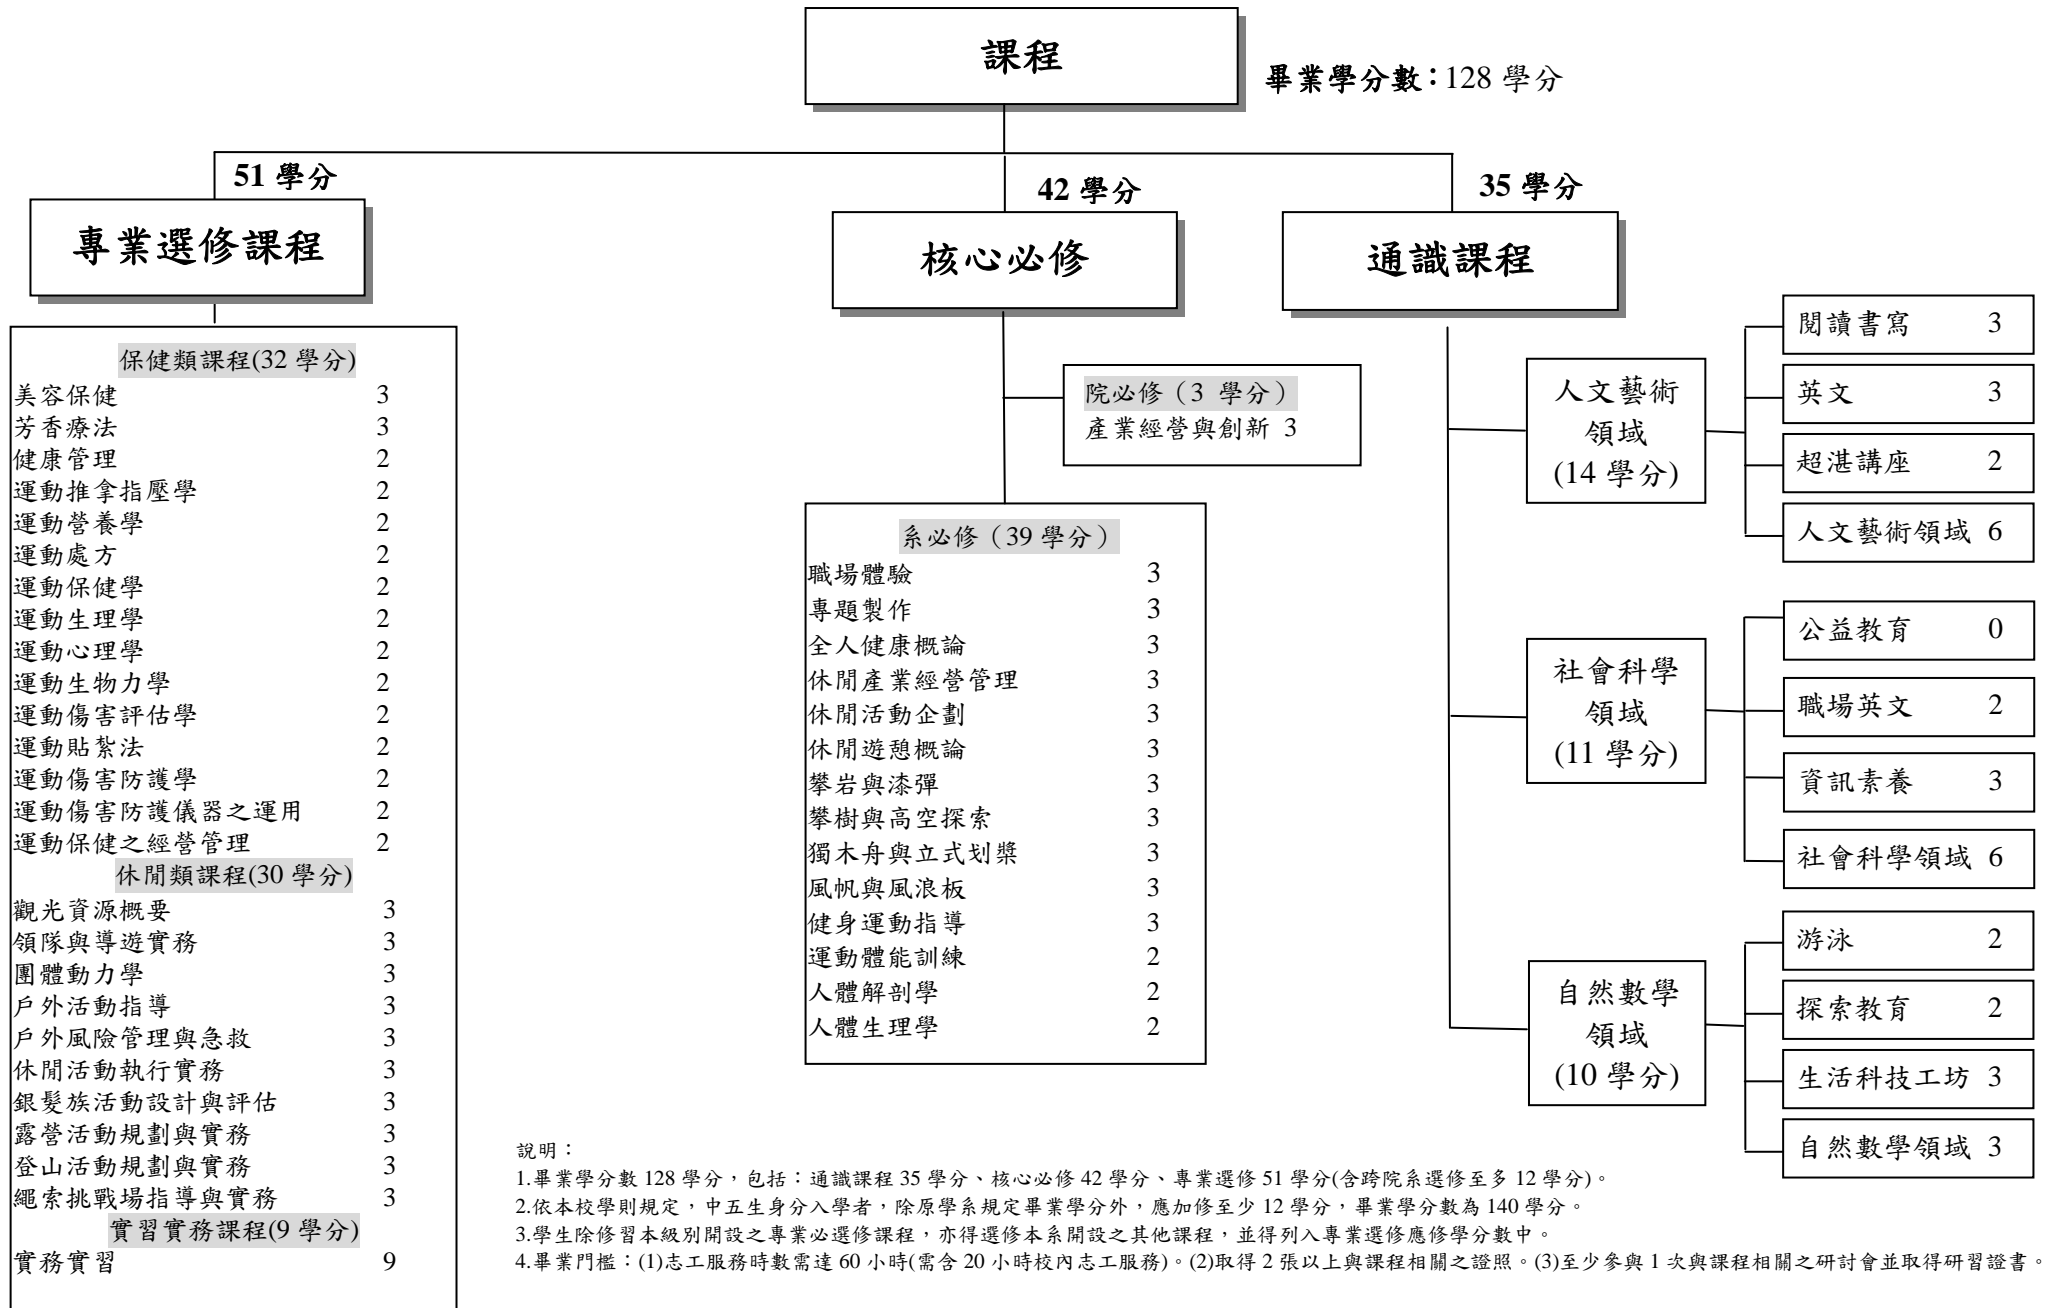 課程
畢業學分數：128 學分
51 學分
專業選修課程
保健類課程(32 學分)
美容保健 3
芳香療法 3
健康管理 2
運動推拿指壓學 2
運動營養學 2
運動處方 2
運動保健學 2
運動生理學 2
運動心理學 2
運動生物力學 2
運動傷害評估學 2
運動貼紮法 2
運動傷害防護學 2
運動傷害防護儀器之運用 2
運動保健之經營管理 2
休閒類課程(30 學分)
觀光資源概要 3
領隊與導遊實務 3
團體動力學 3
戶外活動指導 3
戶外風險管理與急救 3
休閒活動執行實務 3
銀髮族活動設計與評估 3
露營活動規劃與實務 3
登山活動規劃與實務 3
繩索挑戰場指導與實務 3
實習實務課程(9 學分)
實務實習 9
42 學分
核心必修
院必修（3 學分）
產業經營與創新 3
系必修（39 學分）
職場體驗 3
專題製作 3
全人健康概論 3
休閒產業經營管理 3
休閒活動企劃 3
休閒遊憩概論 3
攀岩與漆彈 3
攀樹與高空探索 3
獨木舟與立式划槳 3
風帆與風浪板 3
健身運動指導 3
運動體能訓練 2
人體解剖學 2
人體生理學 2
35 學分
通識課程
人文藝術
領域
(14 學分)
閱讀書寫 3
英文 3
超湛講座 2
人文藝術領域 6
社會科學
領域
(11 學分)
公益教育 0
職場英文 2
資訊素養 3
社會科學領域 6
自然數學
領域
(10 學分)
游泳 2
探索教育 2
生活科技工坊 3
自然數學領域 3
說明：
1.畢業學分數 128 學分，包括：通識課程 35 學分、核心必修 42 學分、專業選修 51 學分(含跨院系選修至多 12 學分)。
2.依本校學則規定，中五生身分入學者，除原學系規定畢業學分外，應加修至少 12 學分，畢業學分數為 140 學分。
3.學生除修習本級別開設之專業必選修課程，亦得選修本系開設之其他課程，並得列入專業選修應修學分數中。
4.畢業門檻：(1)志工服務時數需達 60 小時(需含 20 小時校內志工服務)。(2)取得 2 張以上與課程相關之證照。(3)至少參與 1 次與課程相關之研討會並取得研習證書。